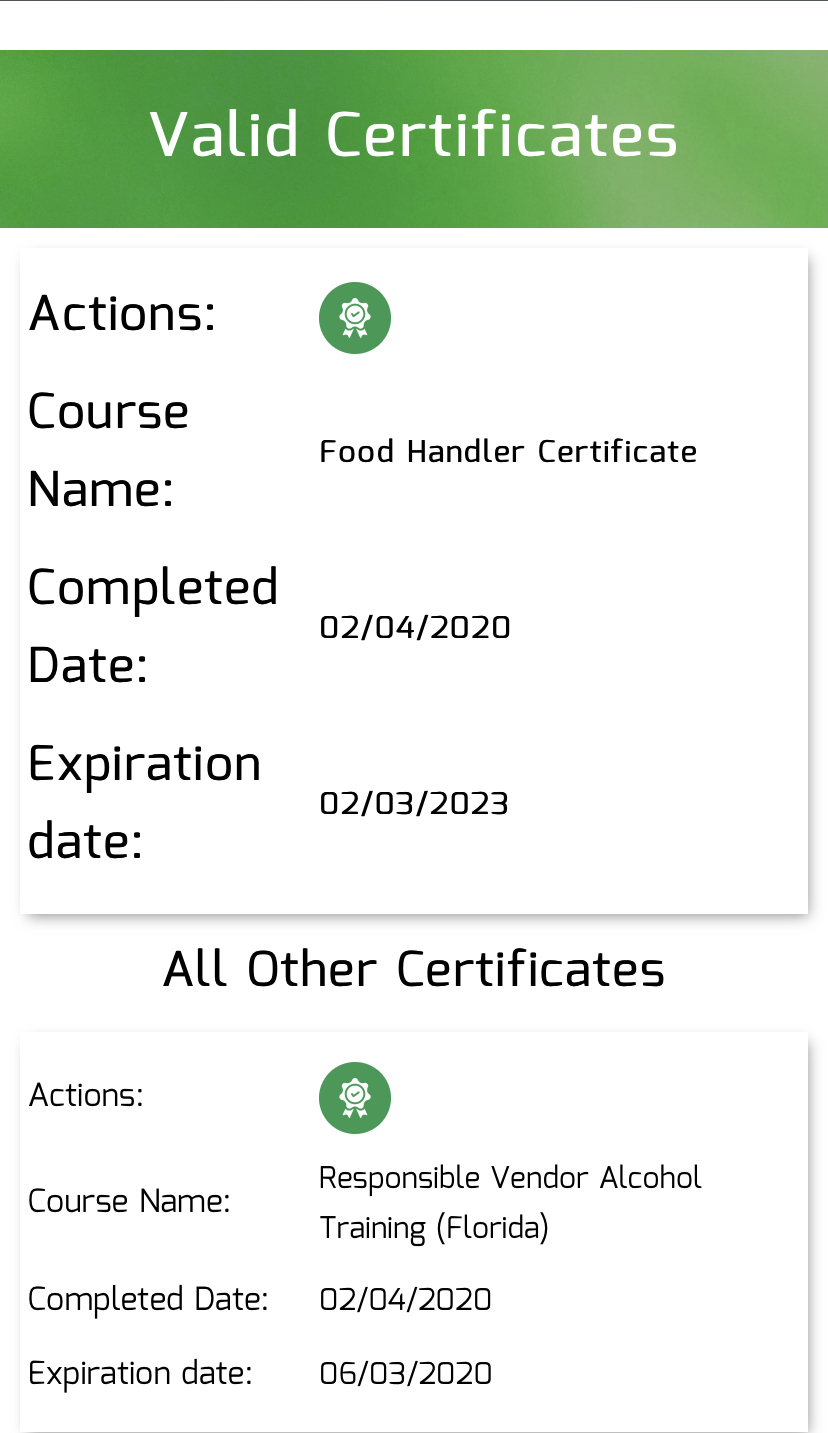 Valid Certificates
Actions:
Course
Name:
Food Handler Certificate
Completed
Date:
02/04/2020
Expiration
date:
02/03/2023
All Other Certificates
Actions:
Course Name:
Responsible Vendor Alcohol
Training (Florida)
Completed Date:
02/04/2020
Expiration date:
06/03/2020